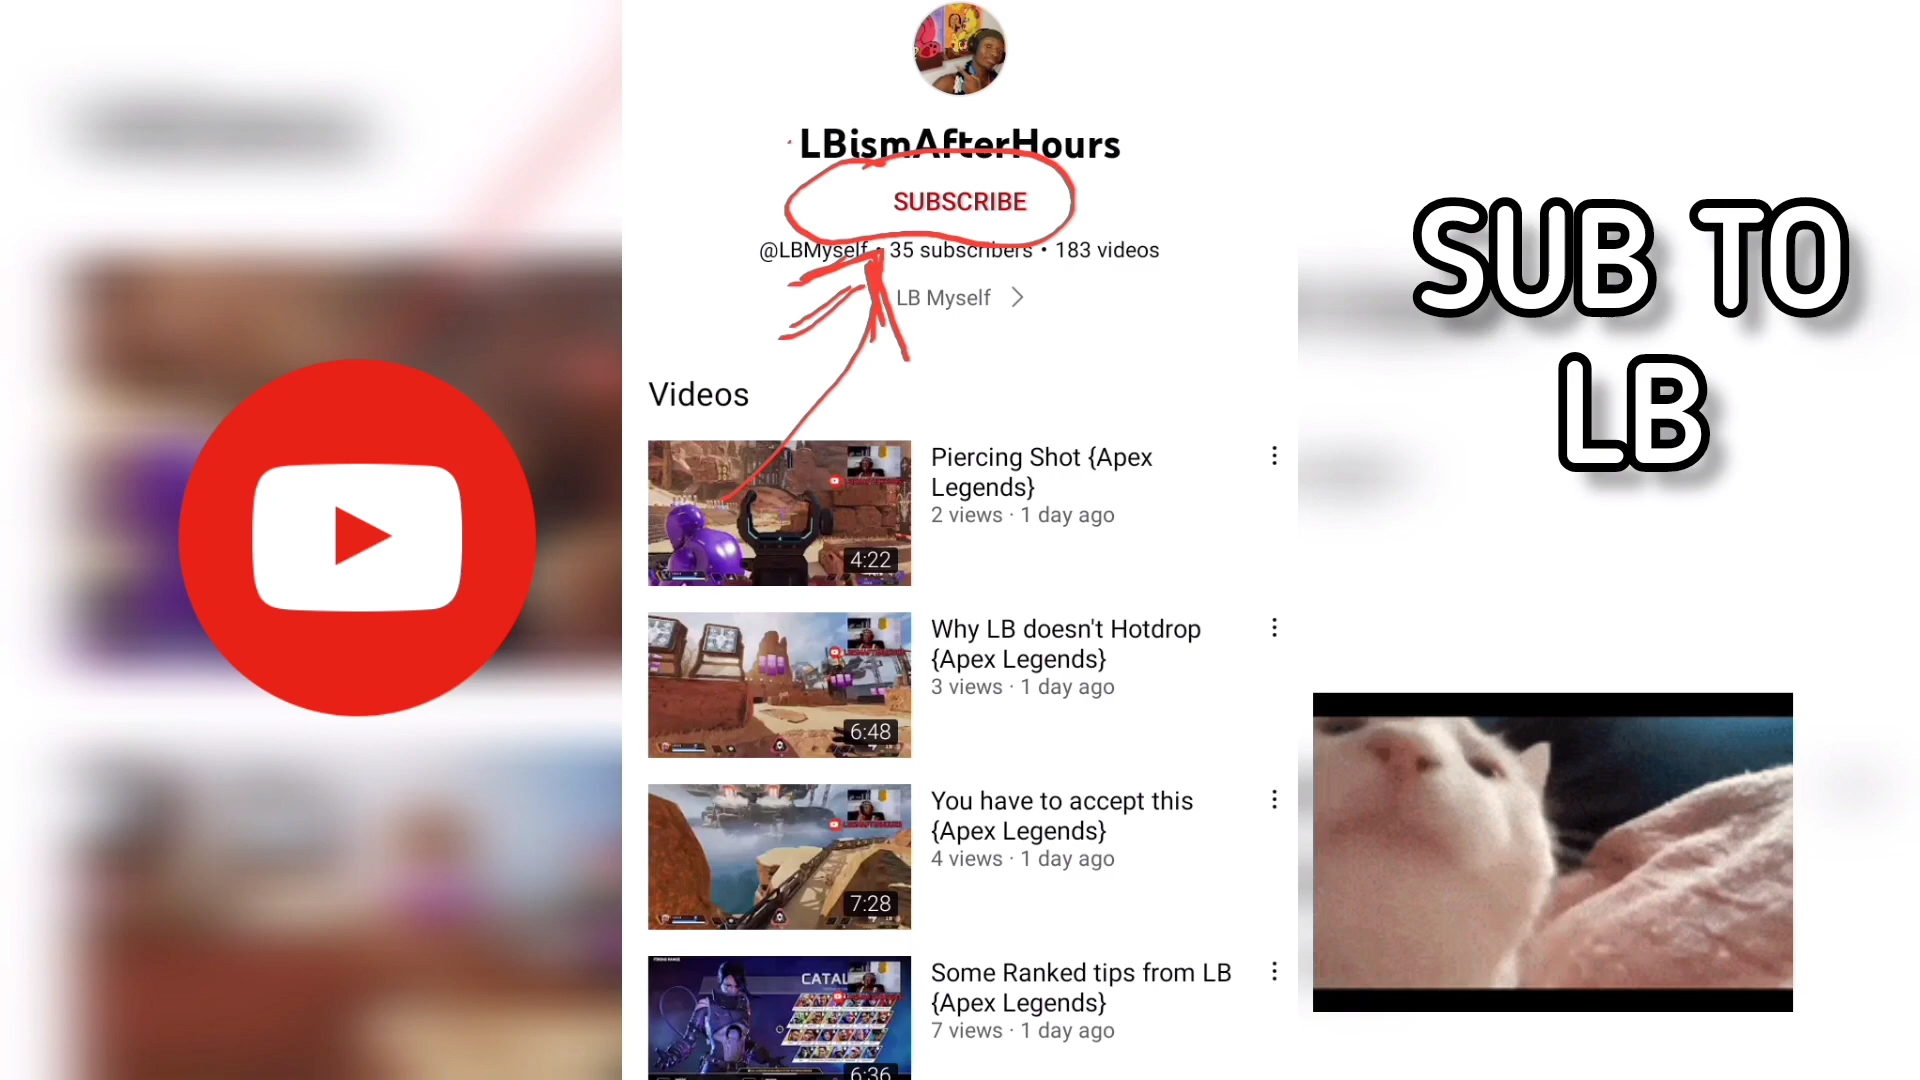 LBismAfterHours
SUBSCRIBE
@LBMyself • 35 subscribers • 183 videos
LB Myself
Videos
Piercing Shot {Apex
Legends}
2 views · 1 day ago
4:22
Why LB doesn't Hotdrop
{Apex Legends}
3 views · 1 day ago
6:48
You have to accept this
{Apex Legends}
4 views · 1 day ago
7:28
Some Ranked tips from LB
{Apex Legends}
7 views · 1 day ago
CATAL
6:36
SUB TO
LB